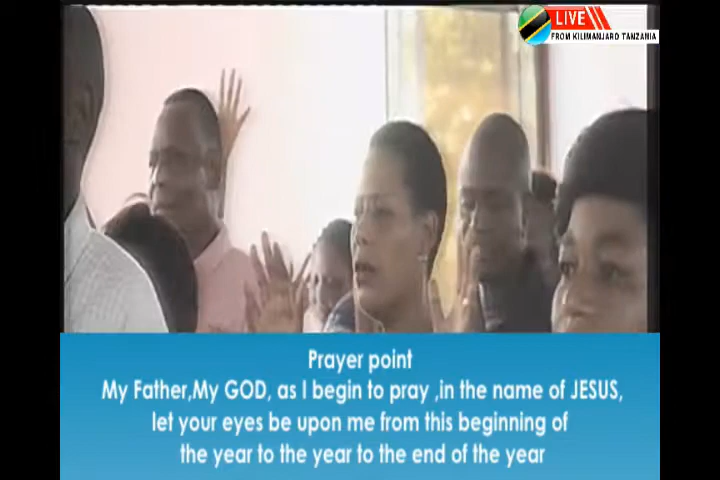 LIVE
FROM KILIMANJARO TANZANIA
Prayer point
My Father,My GOD, as I begin to pray ,in the name of JESUS,
let your eyes be upon me from this beginning of
the year to the year to the end of the year